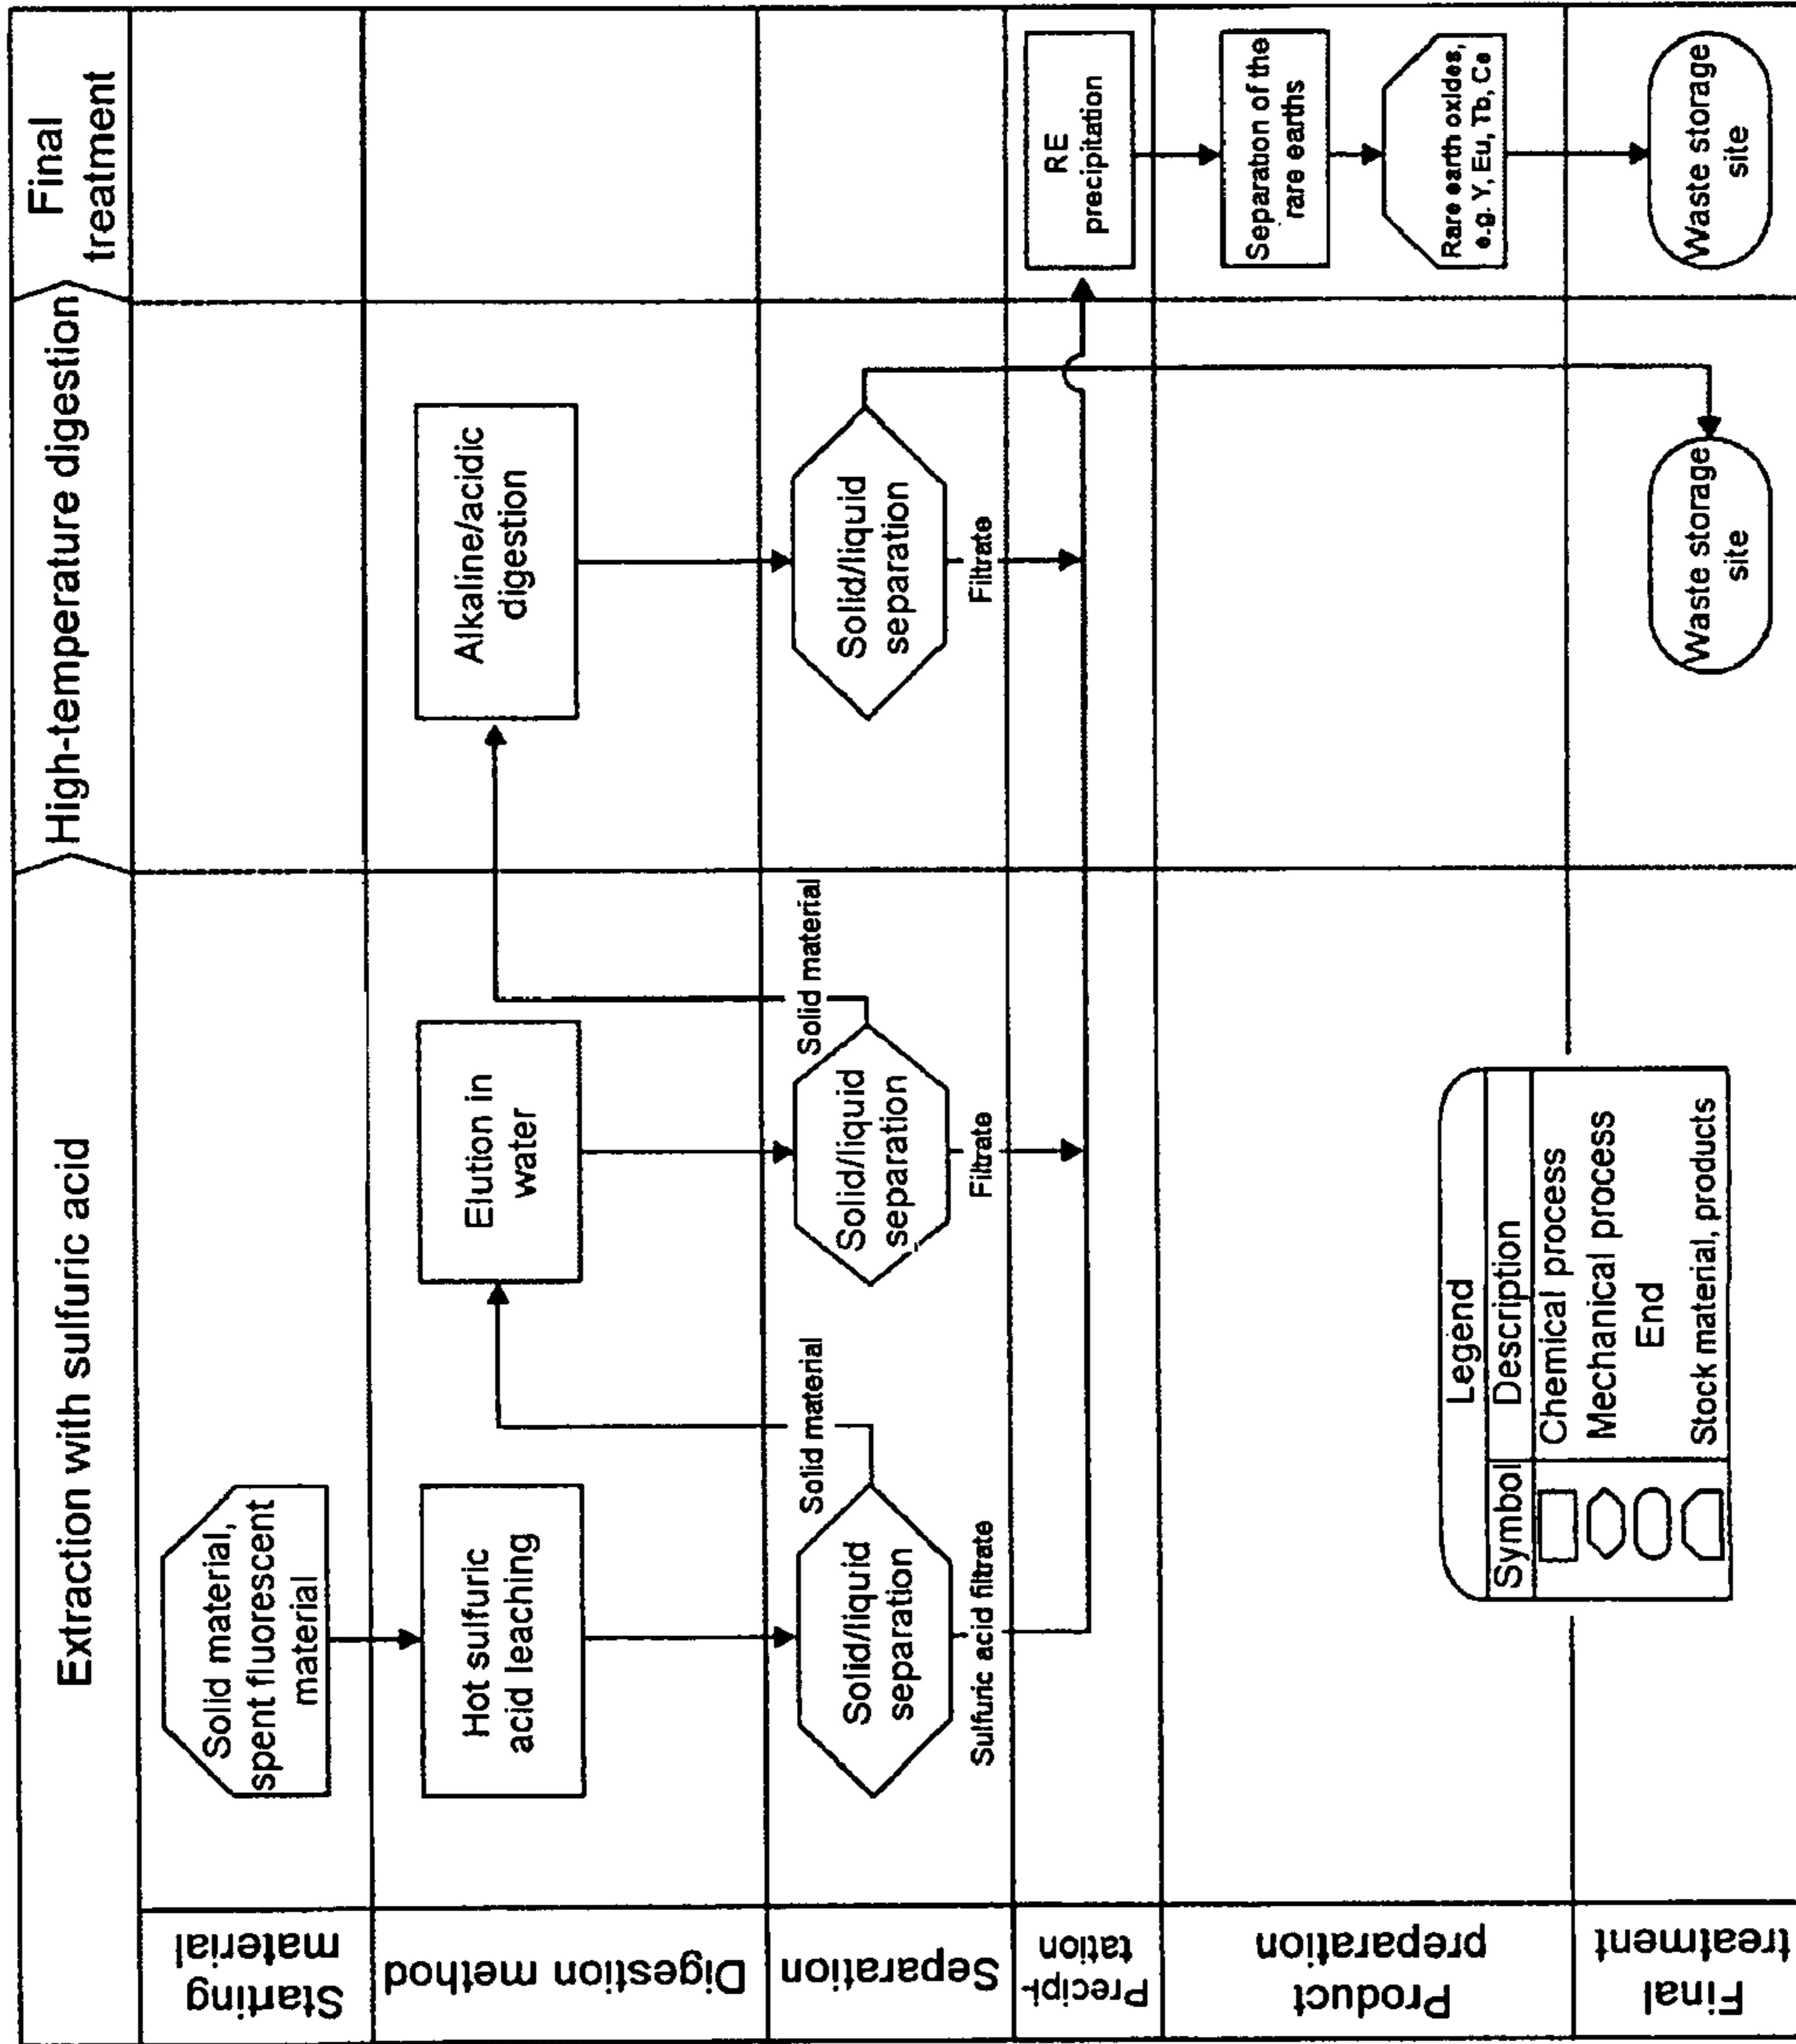 Extraction with sulfuric acid
High-temperature digestion
Final
treatment
Starting
material
Solid material,
spent fluorescent
material
Digestion method
Hot sulfuric
acid leaching
Elution in
water
Alkaline/acidic
digestion
Separation
Solid/liquid
separation
Solid material
Sulfuric acid filtrate
Solid/liquid
separation
Solid material
Filtrate
Solid/liquid
separation
Filtrate
Precipi-
tation
RE
precipitation
Product
preparation
Separation of the
rare earths
Rare earth oxides,
e.g. Y, Eu, Tb, Ce
Final
treatment
Waste storage
site
Waste storage
site
Legend
Symbol Description
Chemical process
Mechanical process
End
Stock material, products